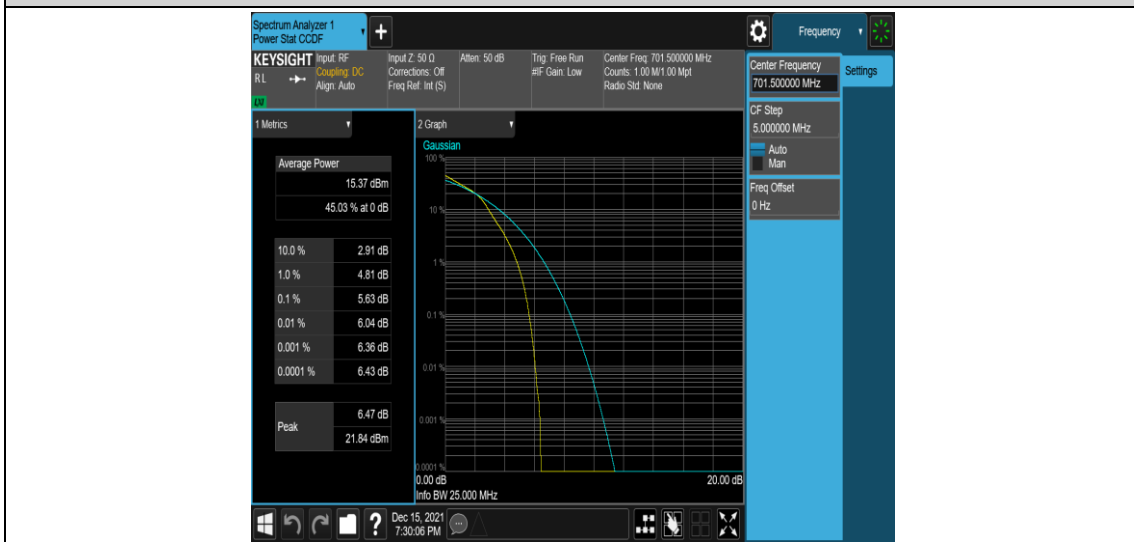 Spectrum Analyzer 1
Power Stat CCDF
+
Frequency
KEYSIGHT
RL
LXI
Input: RF
Coupling: DC
Align: Auto
Input Z: 50 Ω
Corrections: Off
Freq Ref: Int (S)
Atten: 50 dB
Trig: Free Run
#IF Gain: Low
Center Freq: 701.500000 MHz
Counts: 1.00 M/1.00 Mpt
Radio Std: None
Center Frequency
701.500000 MHz
Settings
CF Step
5.000000 MHz
Auto
Man
Freq Offset
0 Hz
1 Metrics
Average Power
15.37 dBm
45.03 % at 0 dB
10.0 % 2.91 dB
1.0 % 4.81 dB
0.1 % 5.63 dB
0.01 % 6.04 dB
0.001 % 6.36 dB
0.0001 % 6.43 dB
Peak
6.47 dB
21.84 dBm
2 Graph
Gaussian
100 %
10 %
1 %
0.1 %
0.01 %
0.001 %
0.0001 %
0.00 dB 20.00 dB
Info BW 25.000 MHz
?
Dec 15, 2021
7:30:06 PM